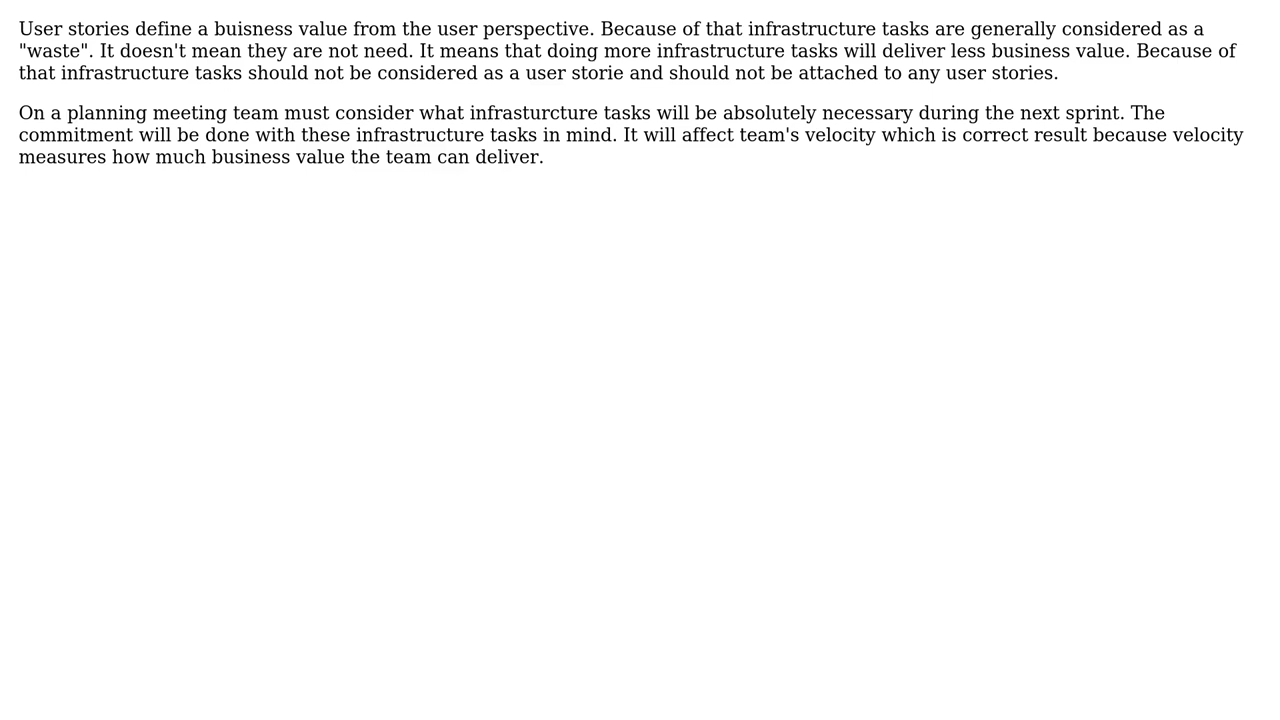 User stories define a buisness value from the user perspective. Because of that infrastructure tasks are generally considered as a
"waste". It doesn't mean they are not need. It means that doing more infrastructure tasks will deliver less business value. Because of
that infrastructure tasks should not be considered as a user storie and should not be attached to any user stories.
On a planning meeting team must consider what infrasturcture tasks will be absolutely necessary during the next sprint. The
commitment will be done with these infrastructure tasks in mind. It will affect team's velocity which is correct result because velocity
measures how much business value the team can deliver.